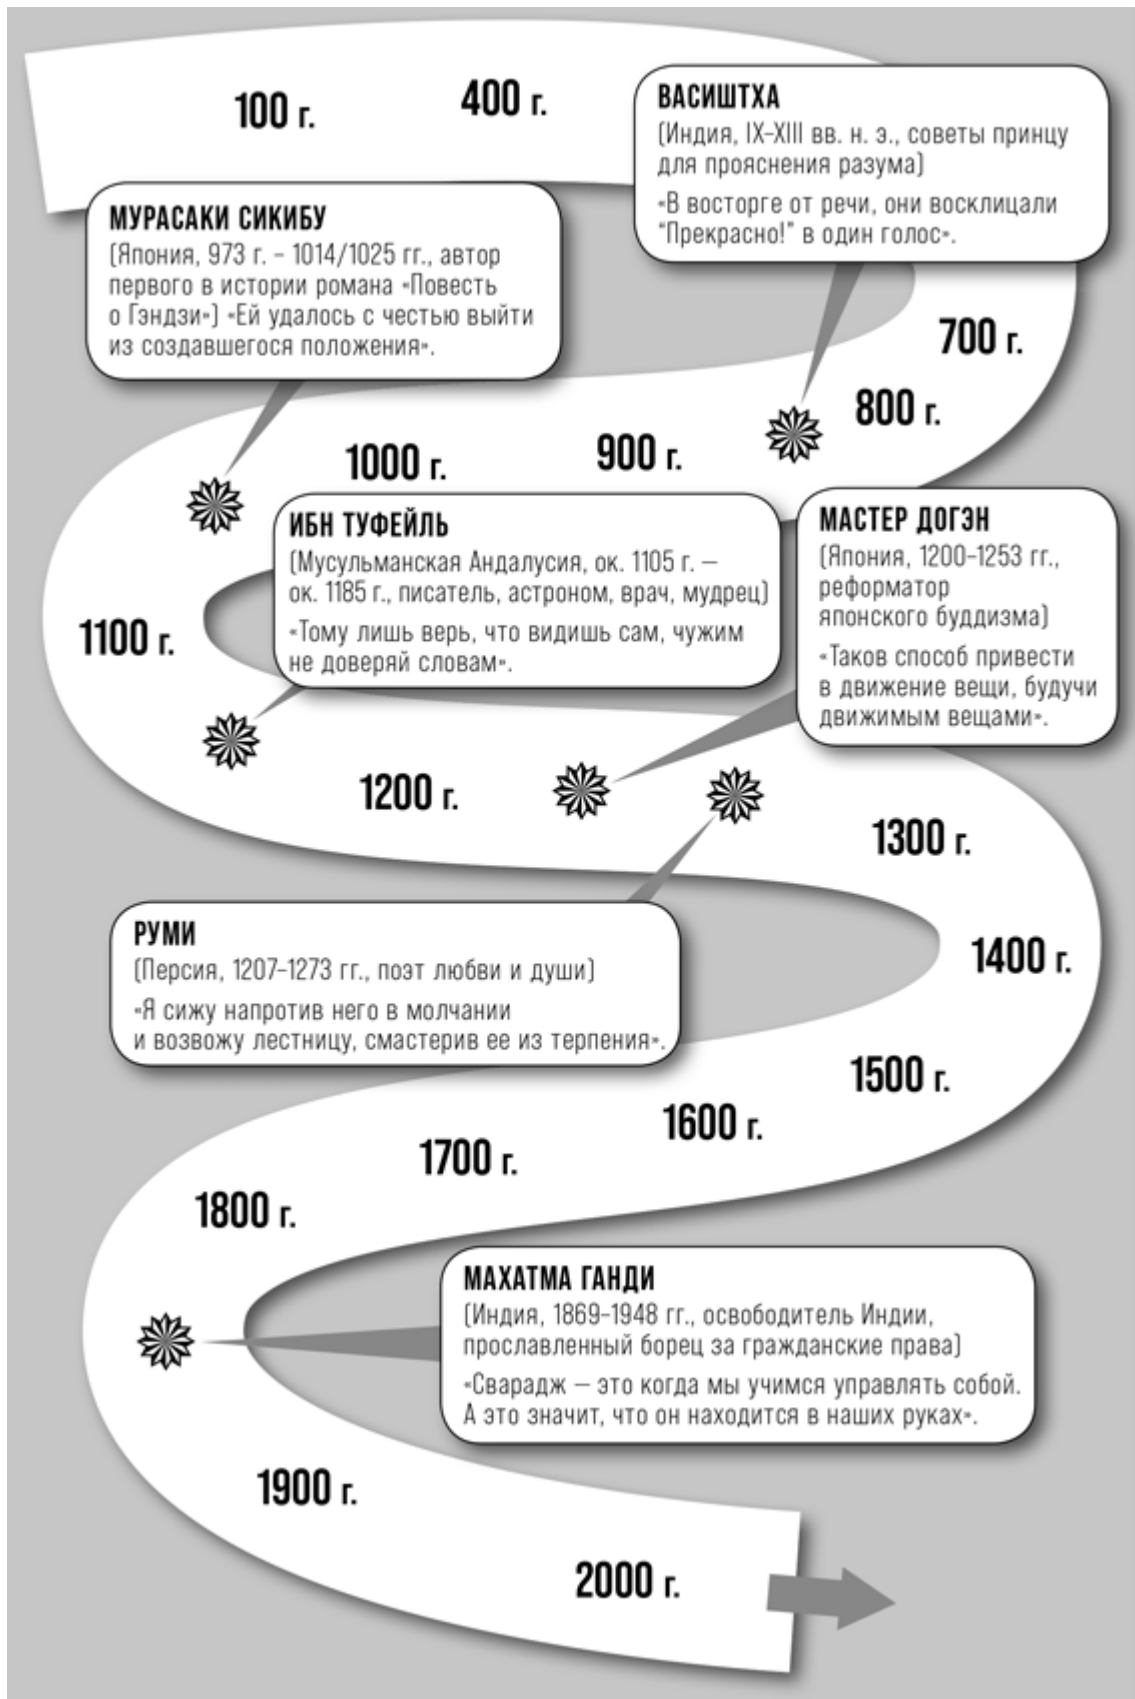 100 г.
400 г.
ВАСИШТХА
(Индия, IX–XIII вв. н. э., советы принцу
для прояснения разума)
«В восторге от речи, они восклицали
“Прекрасно!” в один голос».
МУРАСАКИ СИКИБУ
(Япония, 973 г. – 1014/1025 гг., автор
первого в истории романа «Повесть
о Гэндзи») «Ей удалось с честью выйти
из создавшегося положения».
700 г.
800 г.
900 г.
1000 г.
ИБН ТУФЕЙЛЬ
(Мусульманская Андалусия, ок. 1105 г. —
ок. 1185 г., писатель, астроном, врач, мудрец)
«Тому лишь верь, что видишь сам, чужим
не доверяй словам».
МАСТЕР ДОГЭН
(Япония, 1200–1253 гг.,
реформатор
японского буддизма)
«Таков способ привести
в движение вещи, будучи
движимым вещами».
1100 г.
1200 г.
1300 г.
РУМИ
(Персия, 1207–1273 гг., поэт любви и души)
«Я сижу напротив него в молчании
и возвожу лестницу, смастерив ее из терпения».
1400 г.
1500 г.
1600 г.
1700 г.
1800 г.
МАХАТМА ГАНДИ
(Индия, 1869–1948 гг., освободитель Индии,
прославленный борец за гражданские права)
«Сварадж — это когда мы учимся управлять собой.
А это значит, что он находится в наших руках».
1900 г.
2000 г.